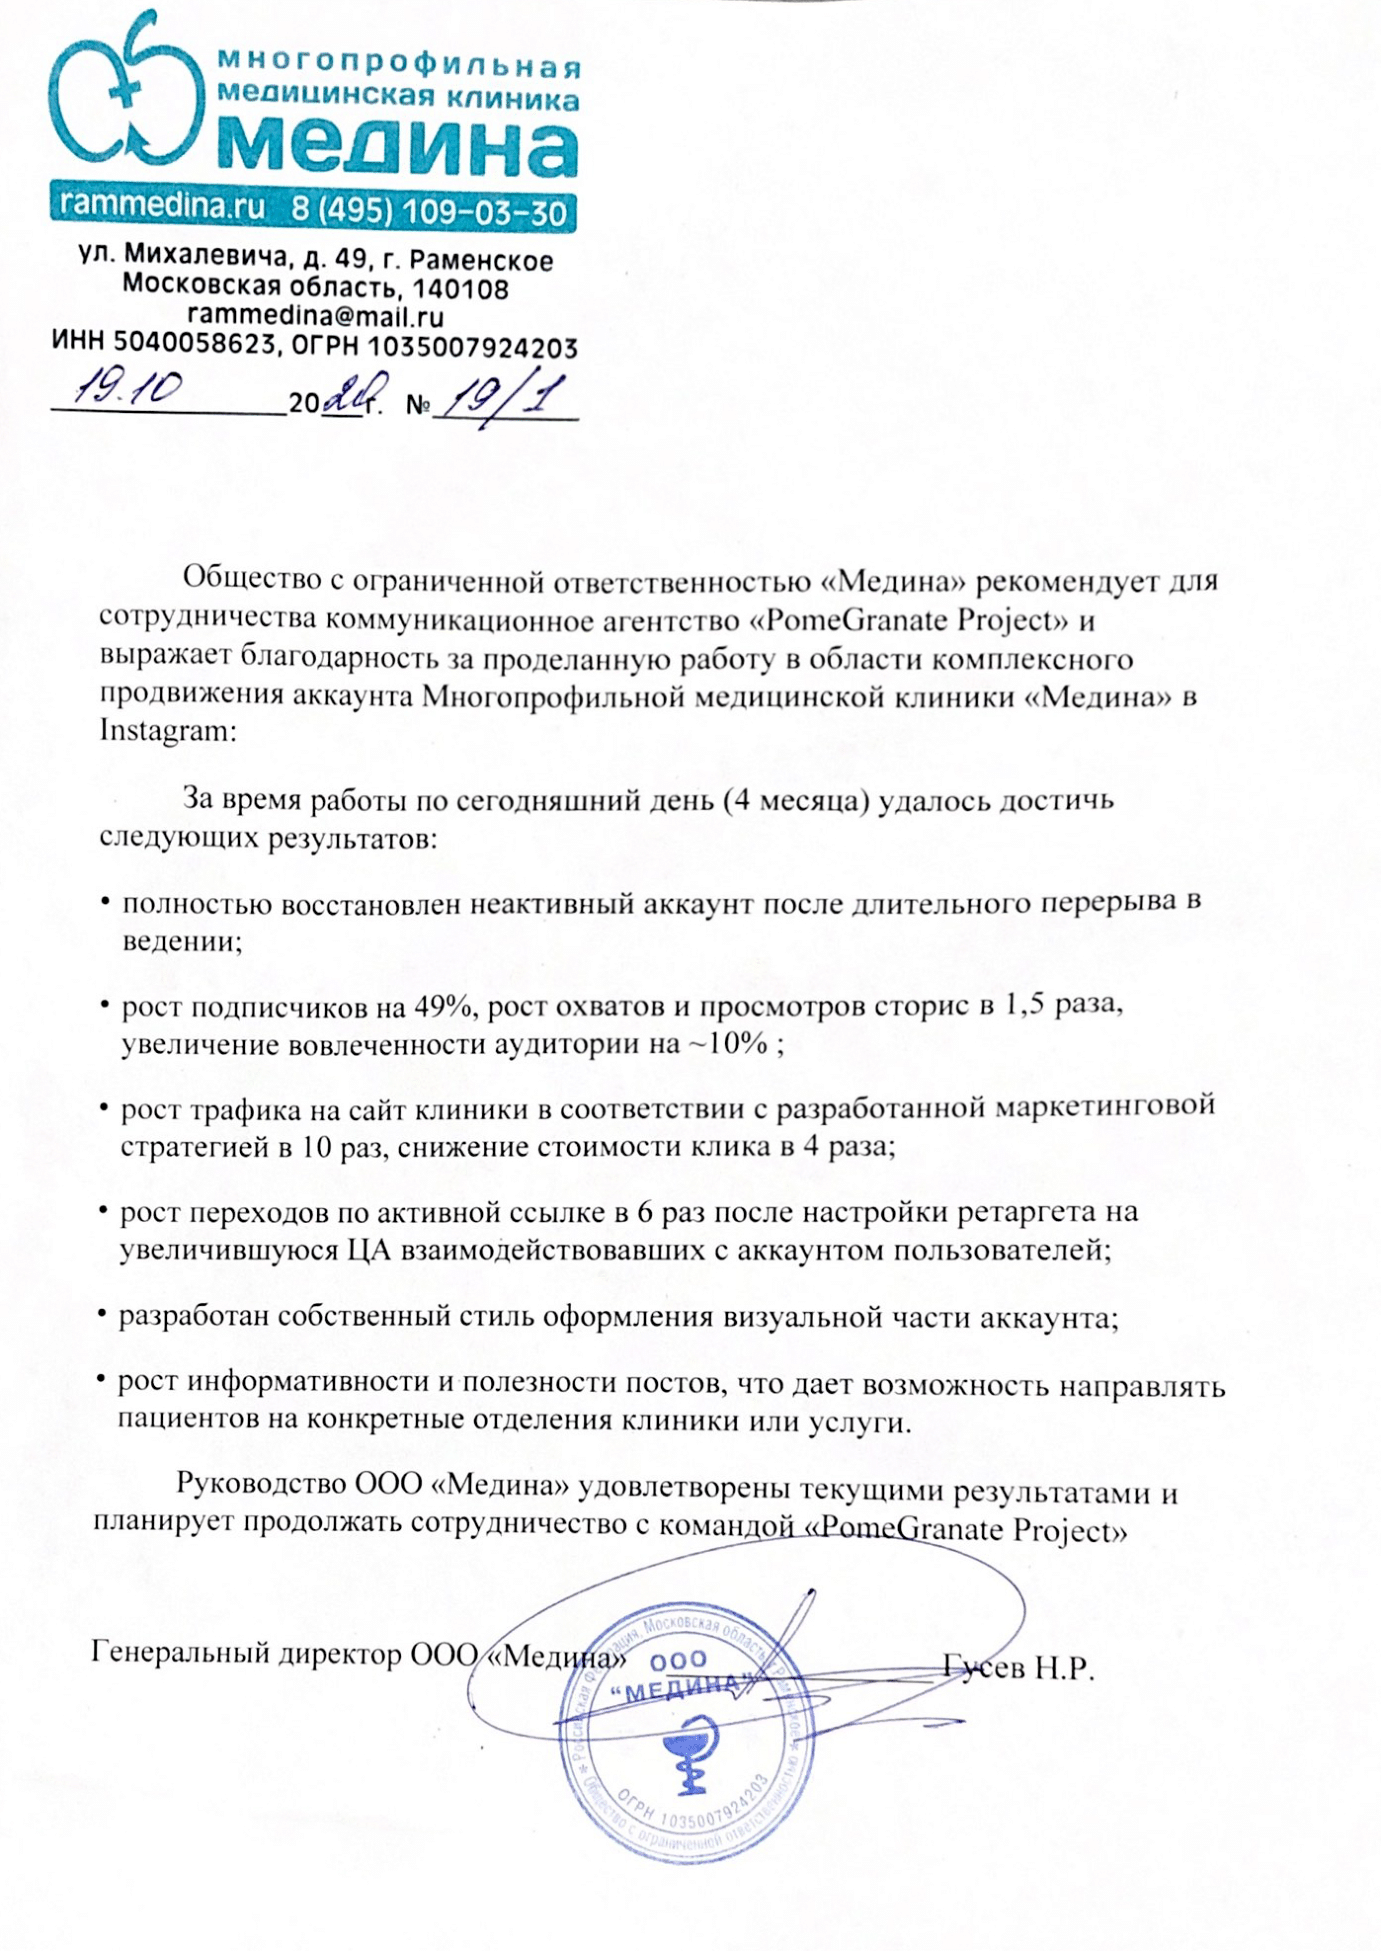 многопрофильная
медицинская клиника
медина
rammedina.ru 8 (495) 109-03-30
ул. Михалевича, д. 49, г. Раменское
Московская область, 140108
rammedina@mail.ru
ИНН 5040058623, ОГРН 1035007924203
19.10 2020 г. № 19/1
Общество с ограниченной ответственностью «Медина» рекомендует для
сотрудничества коммуникационное агентство «PomeGranate Project» и
выражает благодарность за проделанную работу в области комплексного
продвижения аккаунта Многопрофильной медицинской клиники «Медина» в
Instagram:
За время работы по сегодняшний день (4 месяца) удалось достичь
следующих результатов:
• полностью восстановлен неактивный аккаунт после длительного перерыва в
ведении;
• рост подписчиков на 49%, рост охватов и просмотров сторис в 1,5 раза,
увеличение вовлеченности аудитории на ~10% ;
• рост трафика на сайт клиники в соответствии с разработанной маркетинговой
стратегией в 10 раз, снижение стоимости клика в 4 раза;
• рост переходов по активной ссылке в 6 раз после настройки ретаргета на
увеличившуюся ЦА взаимодействовавших с аккаунтом пользователей;
• разработан собственный стиль оформления визуальной части аккаунта;
• рост информативности и полезности постов, что дает возможность направлять
пациентов на конкретные отделения клиники или услуги.
Руководство ООО «Медина» удовлетворены текущими результатами и
планирует продолжать сотрудничество с командой «PomeGranate Project»
Генеральный директор ООО «Медина» Гусев Н.Р.
Российская Федерация, Московская область, г. Раменское
ООО
"МЕДИНА"
ОГРН 1035007924203
Общество с ограниченной ответственностью